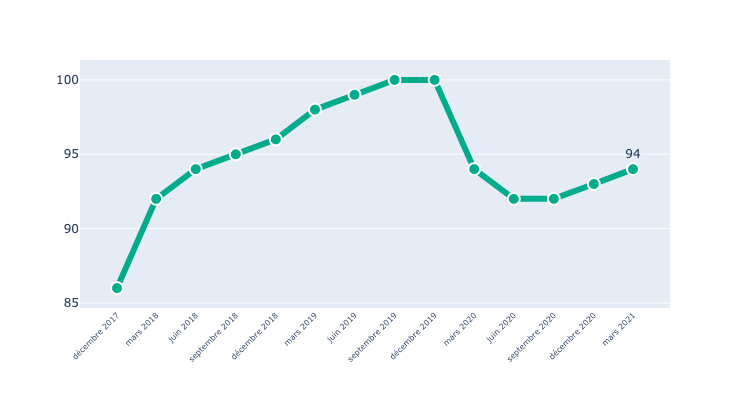 100
95
90
85
94
décembre 2017
mars 2018
juin 2018
septembre 2018
décembre 2018
mars 2019
juin 2019
septembre 2019
décembre 2019
mars 2020
juin 2020
septembre 2020
décembre 2020
mars 2021